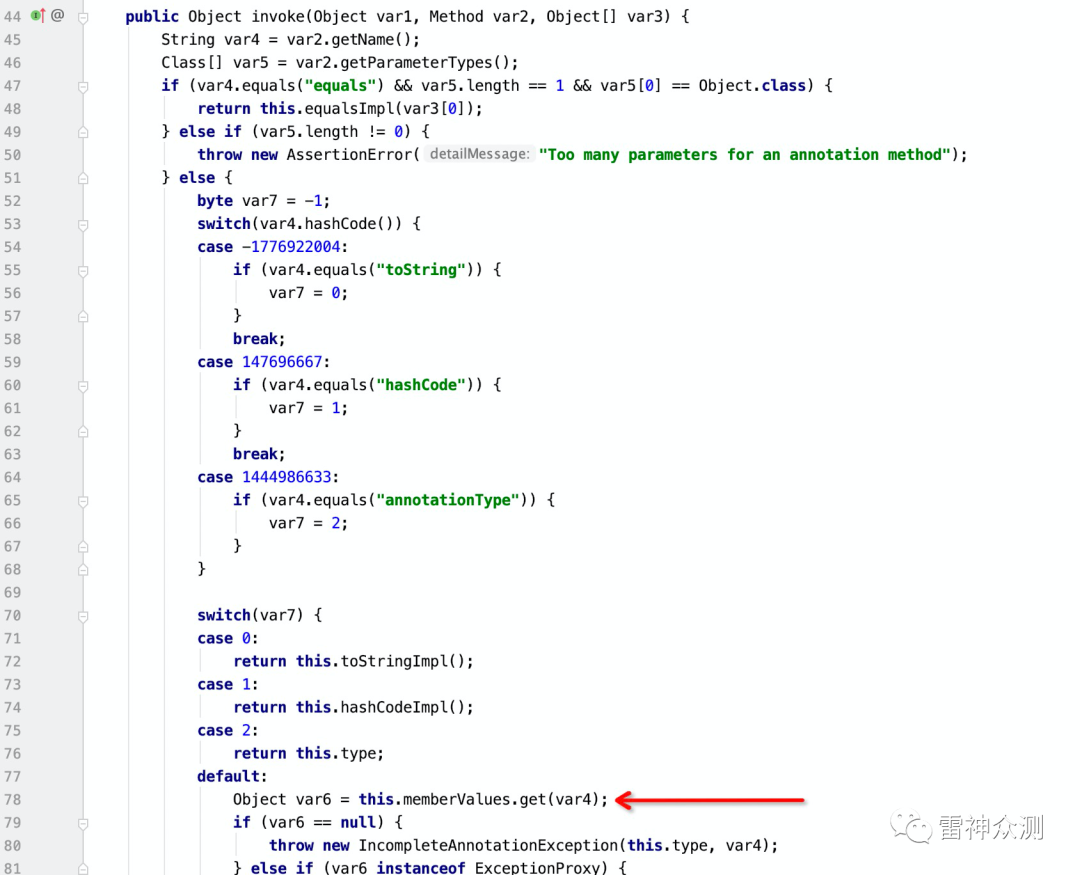 44 @ public Object invoke(Object var1, Method var2, Object[] var3) {
45 String var4 = var2.getName();
46 Class[] var5 = var2.getParameterTypes();
47 if (var4.equals("equals") && var5.length == 1 && var5[0] == Object.class) {
48 return this.equalsImpl(var3[0]);
49 } else if (var5.length != 0) {
50 throw new AssertionError( detailMessage: "Too many parameters for an annotation method");
51 } else {
52 byte var7 = -1;
53 switch(var4.hashCode()) {
54 case -1776922004:
55 if (var4.equals("toString")) {
56 var7 = 0;
57 }
58 break;
59 case 147696667:
60 if (var4.equals("hashCode")) {
61 var7 = 1;
62 }
63 break;
64 case 1444986633:
65 if (var4.equals("annotationType")) {
66 var7 = 2;
67 }
68 }
69
70 switch(var7) {
71 case 0:
72 return this.toStringImpl();
73 case 1:
74 return this.hashCodeImpl();
75 case 2:
76 return this.type;
77 default:
78 Object var6 = this.memberValues.get(var4);
79 if (var6 == null) {
80 throw new IncompleteAnnotationException(this.type, var4);
81 } else if (var6 instanceof ExceptionProxy) {
雷神众测